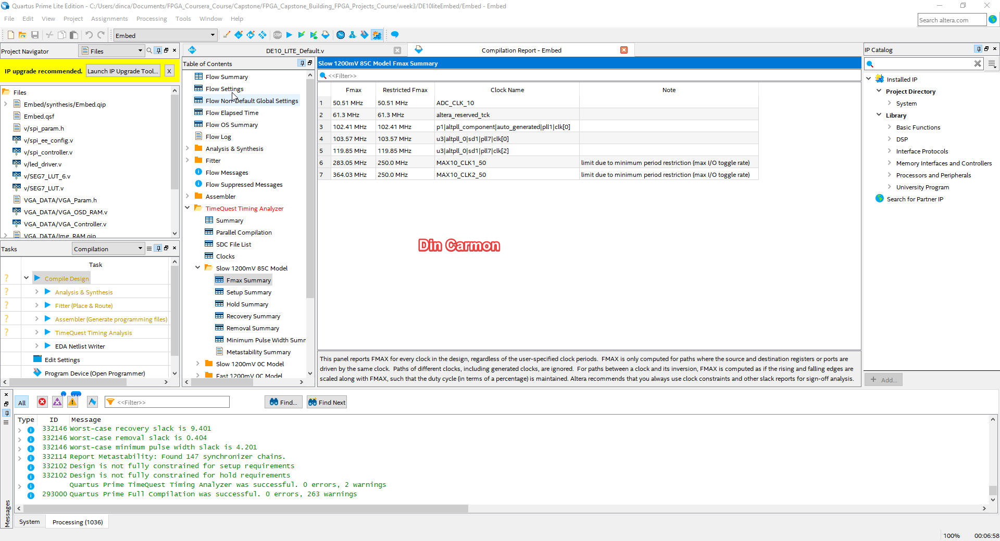 Quartus Prime Lite Edition - C:/Users/dinca/Documents/FPGA_Coursera_Course/Capstone/FPGA_Capstone_Building_FPGA_Projects_Course/week3/DE10liteEmbed/Embed - Embed
File Edit View Project Assignments Processing Tools Window Help
Search altera.com
Embed
STOP
Project Navigator Files
IP upgrade recommended. Launch IP Upgrade Tool... X
Files
Embed/synthesis/Embed.qip
Embed.qsf
v/spi_param.h
v/spi_ee_config.v
v/spi_controller.v
v/led_driver.v
v/SEG7_LUT_6.v
v/SEG7_LUT.v
VGA_DATA/VGA_Param.h
VGA_DATA/VGA_OSD_RAM.v
VGA_DATA/VGA_Controller.v
VGA_DATA/Img_RAM.qip
Tasks Compilation
Task
Compile Design
Analysis & Synthesis
Fitter (Place & Route)
Assembler (Generate programming files)
TimeQuest Timing Analysis
EDA Netlist Writer
Edit Settings
Program Device (Open Programmer)
DE10_LITE_Default.v
Compilation Report - Embed
Table of Contents
Flow Summary
Flow Settings
Flow Non-Default Global Settings
Flow Elapsed Time
Flow OS Summary
Flow Log
Analysis & Synthesis
Fitter
Flow Messages
Flow Suppressed Messages
Assembler
TimeQuest Timing Analyzer
Summary
Parallel Compilation
SDC File List
Clocks
Slow 1200mV 85C Model
Fmax Summary
Setup Summary
Hold Summary
Recovery Summary
Removal Summary
Minimum Pulse Width Summ
Metastability Summary
Slow 1200mV 0C Model
Fast 1200mV 0C Model
Slow 1200mV 85C Model Fmax Summary
<<Filter>>
Fmax Restricted Fmax Clock Name Note
1 50.51 MHz 50.51 MHz ADC_CLK_10
2 61.3 MHz 61.3 MHz altera_reserved_tck
3 102.41 MHz 102.41 MHz p1|altpll_component|auto_generated|pll1|clk[0]
4 103.57 MHz 103.57 MHz u3|altpll_0|sd1|pll7|clk[0]
5 119.85 MHz 119.85 MHz u3|altpll_0|sd1|pll7|clk[2]
6 283.05 MHz 250.0 MHz MAX10_CLK1_50 limit due to minimum period restriction (max I/O toggle rate)
7 364.03 MHz 250.0 MHz MAX10_CLK2_50 limit due to minimum period restriction (max I/O toggle rate)
Din Carmon
This panel reports FMAX for every clock in the design, regardless of the user-specified clock periods. FMAX is only computed for paths where the source and destination registers or ports are
driven by the same clock. Paths of different clocks, including generated clocks, are ignored. For paths between a clock and its inversion, FMAX is computed as if the rising and falling edges are
scaled along with FMAX, such that the duty cycle (in terms of a percentage) is maintained. Altera recommends that you always use clock constraints and other slack reports for sign-off analysis.
IP Catalog
Installed IP
Project Directory
System
Library
Basic Functions
DSP
Interface Protocols
Memory Interfaces and Controllers
Processors and Peripherals
University Program
Search for Partner IP
+ Add...
All <<Filter>> Find... Find Next
Type ID Message
332146 Worst-case recovery slack is 9.401
332146 Worst-case removal slack is 0.404
332146 Worst-case minimum pulse width slack is 4.201
332114 Report Metastability: Found 147 synchronizer chains.
332102 Design is not fully constrained for setup requirements
332102 Design is not fully constrained for hold requirements
Quartus Prime TimeQuest Timing Analyzer was successful. 0 errors, 2 warnings
293000 Quartus Prime Full Compilation was successful. 0 errors, 263 warnings
Messages
System Processing (1036)
100% 00:06:58